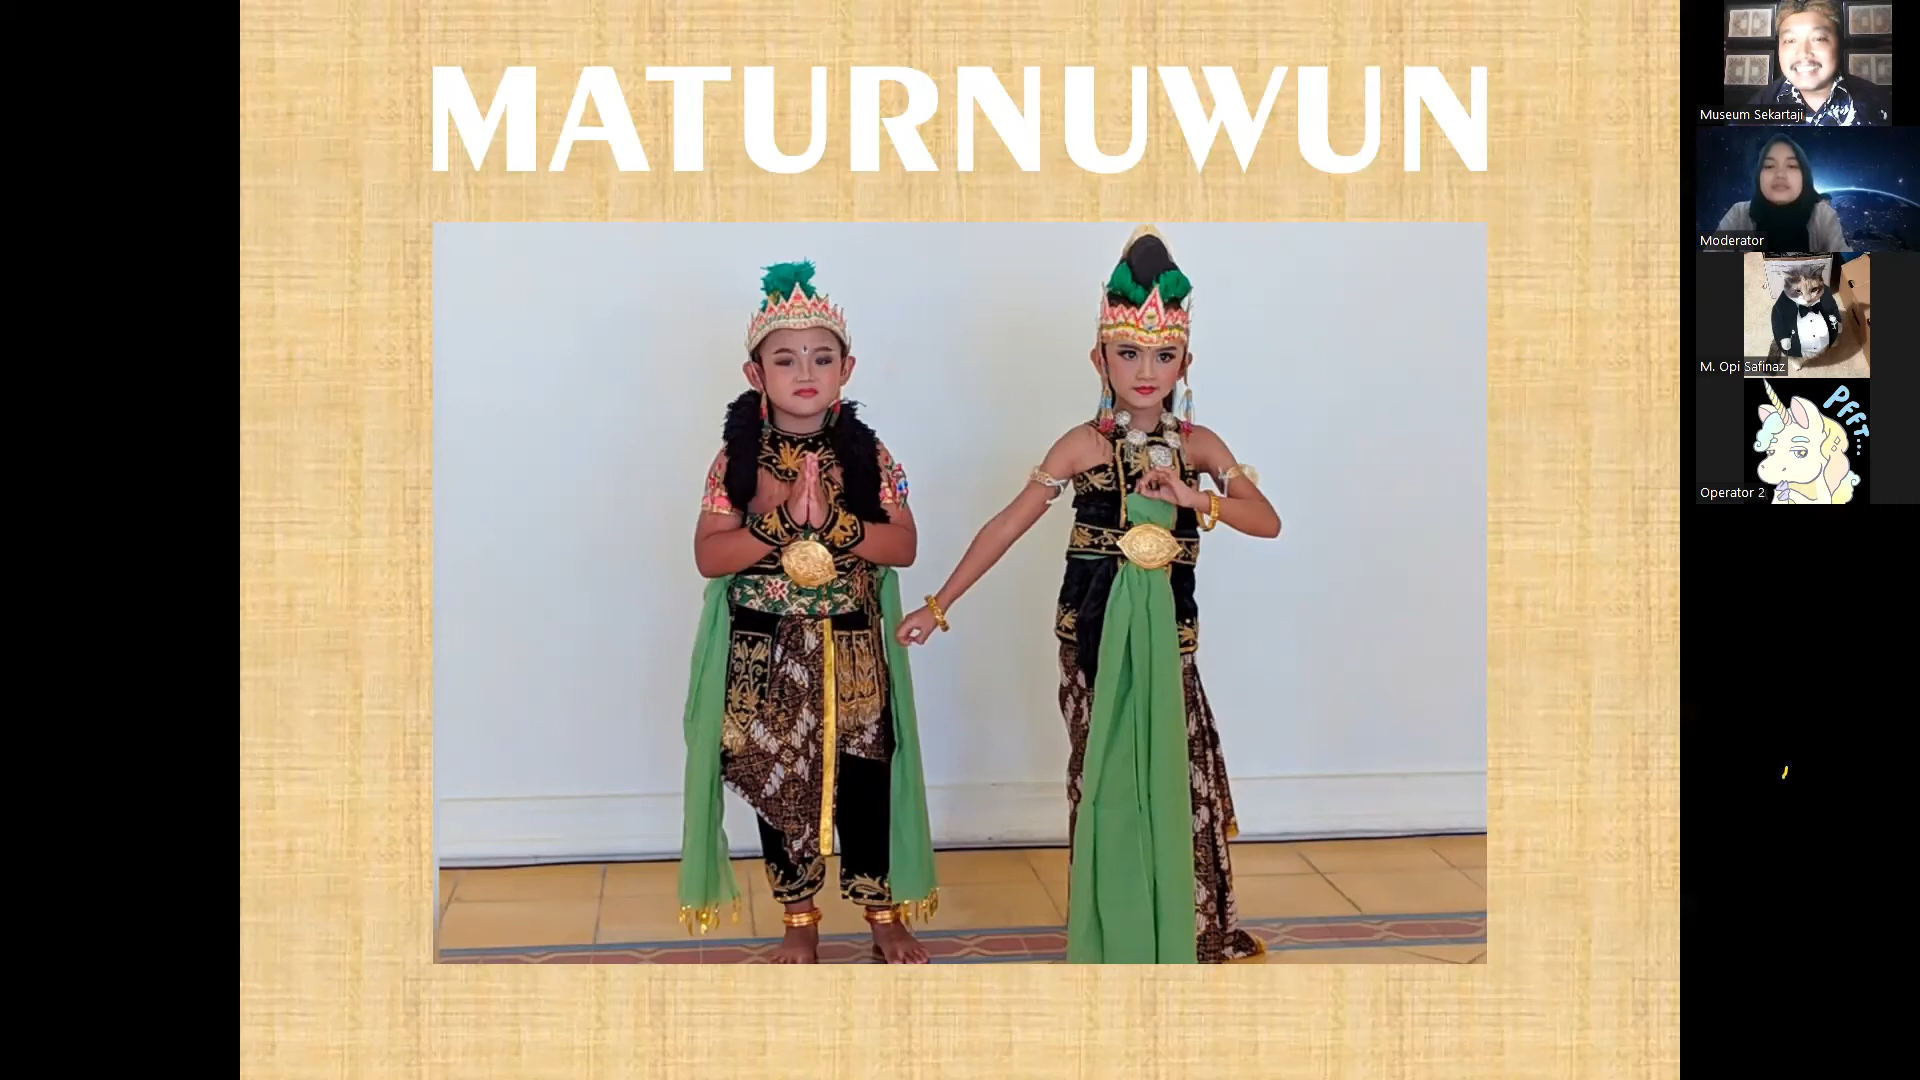 MATURNUWUN
Museum Sekartaji
Moderator
M. Opi Safinaz
PFFT....
Operator 2